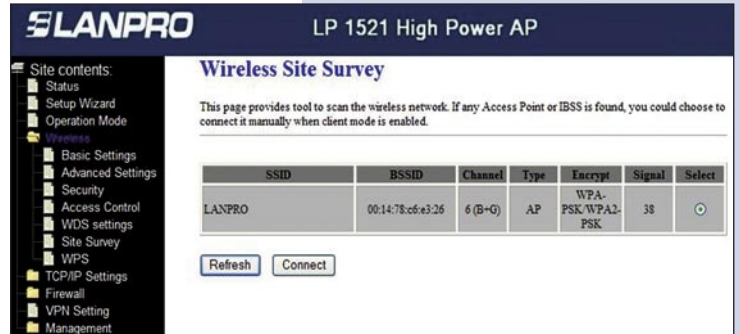 LANPRO
LP 1521 High Power AP
Site contents:
Status
Setup Wizard
Operation Mode
Wireless
Basic Settings
Advanced Settings
Security
Access Control
WDS settings
Site Survey
WPS
TCP/IP Settings
Firewall
VPN Setting
Management
Wireless Site Survey
This page provides tool to scan the wireless network. If any Access Point or IBSS is found, you could choose to
connect it manually when client mode is enabled.
SSID BSSID Channel Type Encrypt Signal Select
LANPRO 00:14:78:c6:e3:26 6 (B+G) AP WPA-
PSK/WPA2-
PSK 38
Refresh Connect